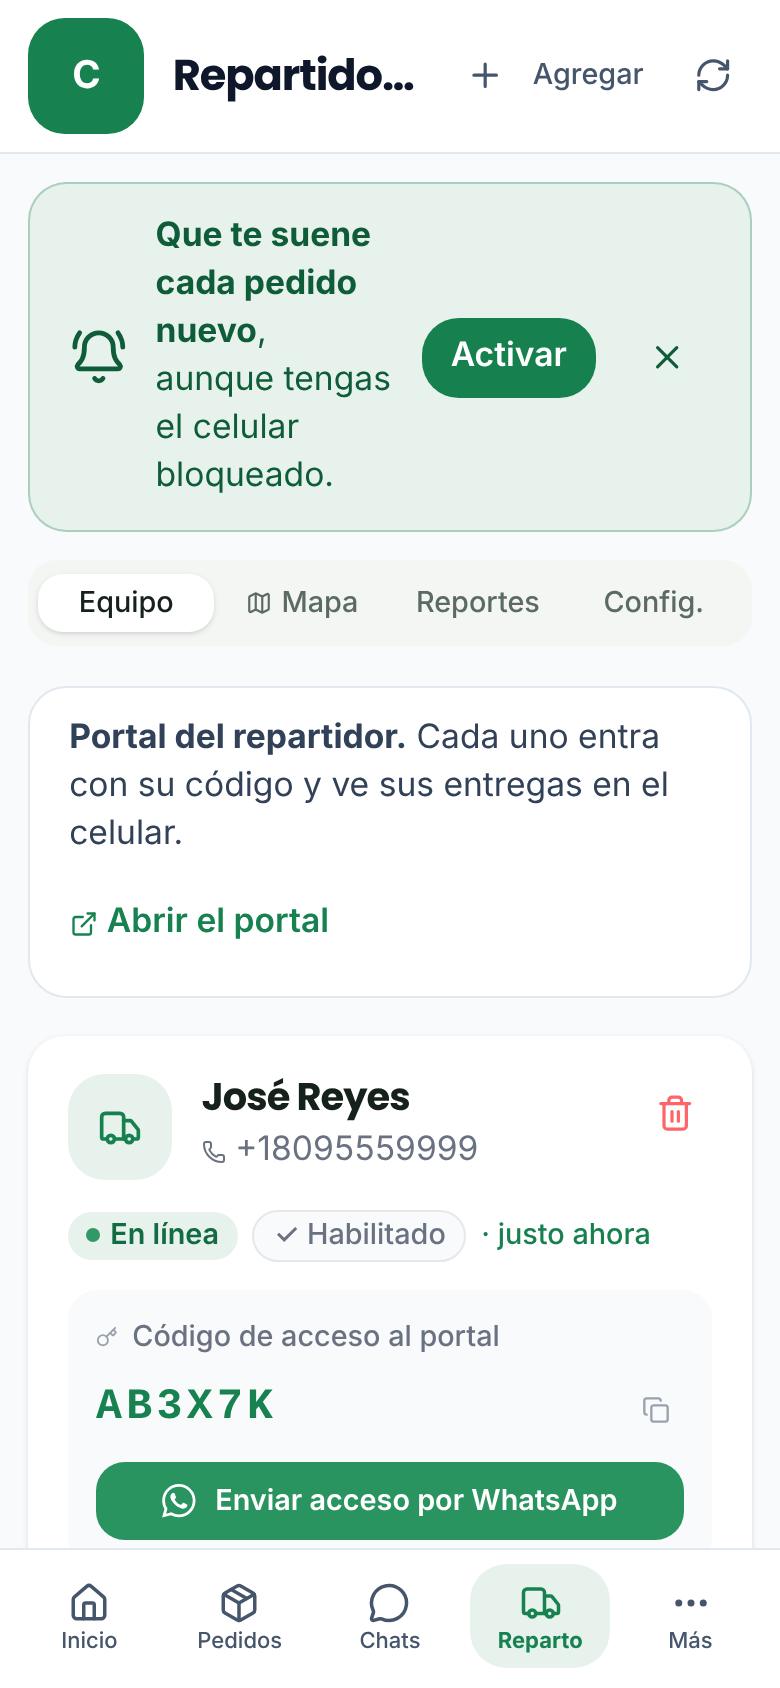 C
Repartido...
Agregar
Que te suene
cada pedido
nuevo,
aunque tengas
el celular
bloqueado.
Activar
Equipo
Mapa
Reportes
Config.
Portal del repartidor. Cada uno entra
con su código y ve sus entregas en el
celular.
Abrir el portal
José Reyes
+18095559999
En línea
Habilitado
· justo ahora
Código de acceso al portal
AB3X7K
Enviar acceso por WhatsApp
Inicio
Pedidos
Chats
Reparto
Más